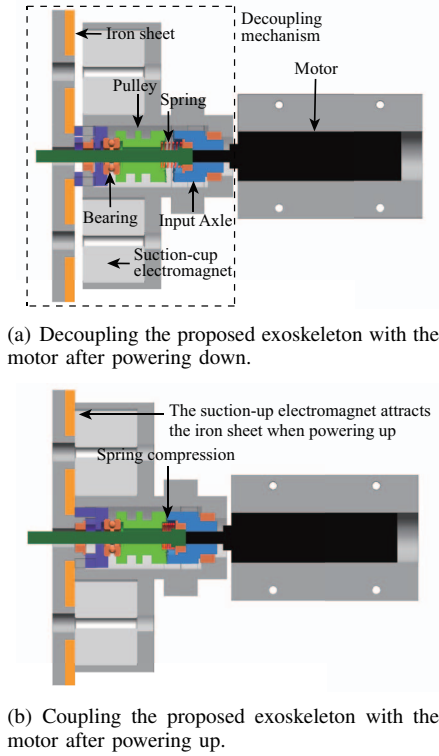 Iron sheet
Decoupling
mechanism
Motor
Pulley
Spring
Bearing
Input Axle
Suction-cup
electromagnet
(a) Decoupling the proposed exoskeleton with the
motor after powering down.
The suction-up electromagnet attracts
the iron sheet when powering up
Spring compression
(b) Coupling the proposed exoskeleton with the
motor after powering up.